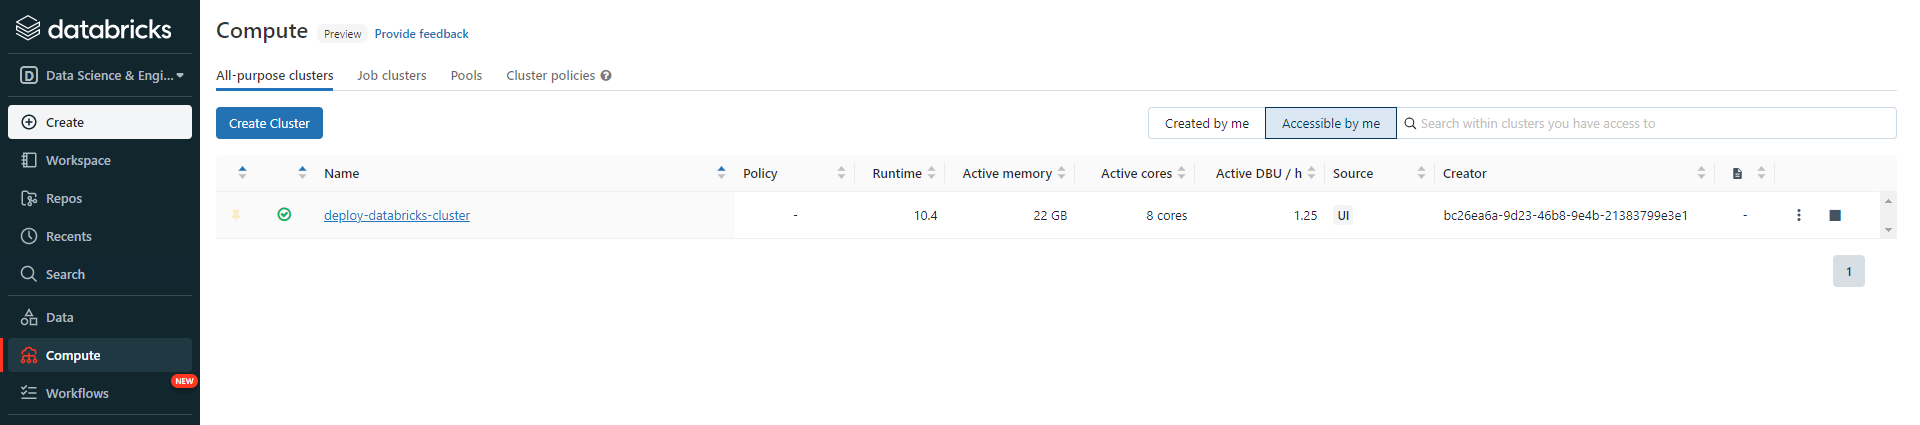 databricks
D Data Science & Engi...
Create
Workspace
Repos
Recents
Search
Data
Compute
NEW
Workflows
Compute Preview Provide feedback
All-purpose clusters Job clusters Pools Cluster policies ?
Create Cluster Created by me Accessible by me Search within clusters you have access to
Name Policy Runtime Active memory Active cores Active DBU / h Source Creator
deploy-databricks-cluster - 10.4 22 GB 8 cores 1.25 UI bc26ea6a-9d23-46b8-9e4b-21383799e3e1 -
1